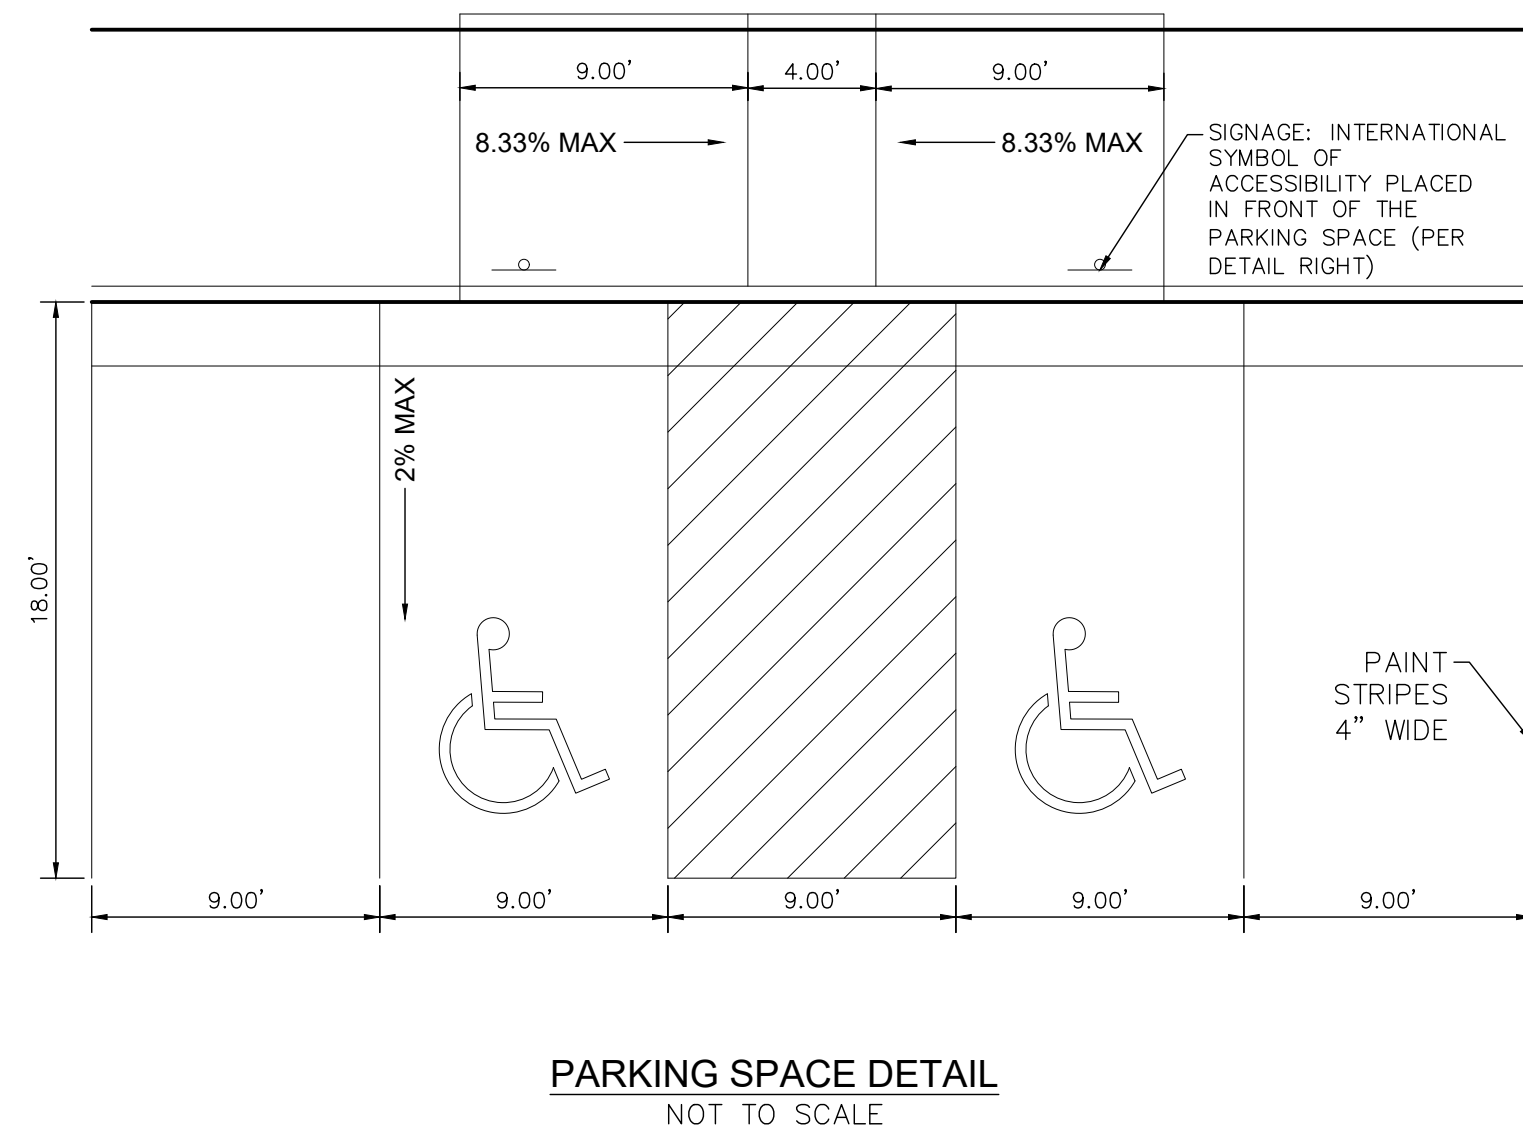 9.00’
4.00’
9.00’
8.33% MAX
8.33% MAX
SIGNAGE: INTERNATIONAL
SYMBOL OF
ACCESSIBILITY PLACED
IN FRONT OF THE
PARKING SPACE (PER
DETAIL RIGHT)
2% MAX
18.00’
PAINT
STRIPES
4” WIDE
9.00’
9.00’
9.00’
9.00’
9.00’
PARKING SPACE DETAIL
NOT TO SCALE